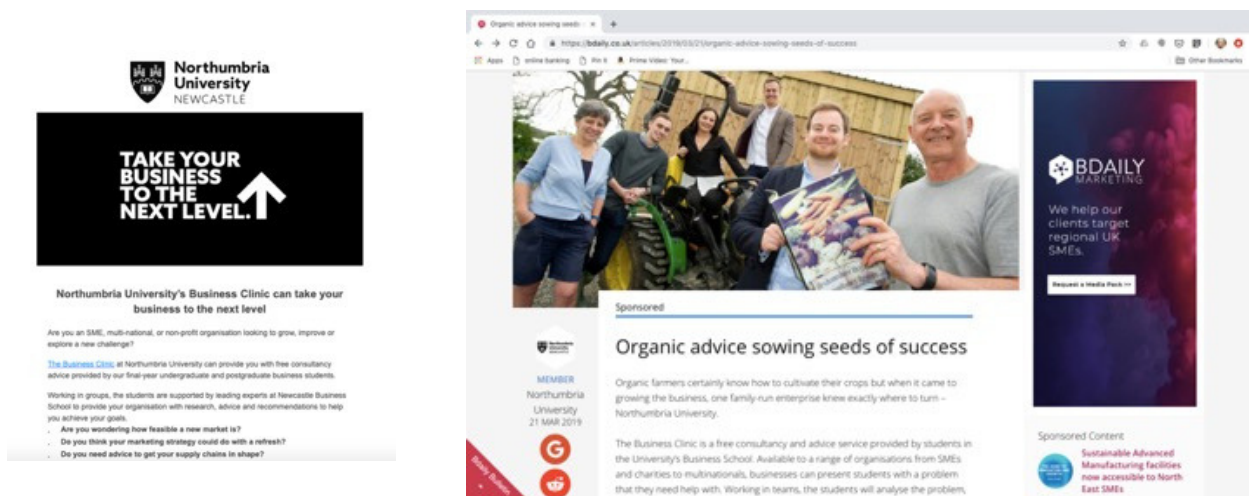 Northumbria
University
NEWCASTLE
TAKE YOUR
BUSINESS
TO THE
NEXT LEVEL.
Northumbria University's Business Clinic can take your
business to the next level
Are you an SME, multi-national, or non-profit organisation looking to grow, improve or
explore a new challenge?
The Business Clinic at Northumbria University can provide you with free consultancy
advice provided by our final-year undergraduate and postgraduate business students.
Working in groups, the students are supported by leading experts at Newcastle Business
School to provide your organisation with research, advice and recommendations to help
you achieve your goals.
. Are you wondering how feasible a new market is?
. Do you think your marketing strategy could do with a refresh?
. Do you need advice to get your supply chains in shape?
Organic advice sowing seeds
https://bdaily.co.uk/articles/2019/03/21/organic-advice-sowing-seeds-of-success
Apps online banking Pin It Prime Video: Your... Other Bookmarks
BDAILY
MARKETING
We help our
clients target
regional UK
SMEs.
Request a Media Pack >>
Sponsored
Organic advice sowing seeds of success
MEMBER
Northumbria
University
21 MAR 2019
Organic farmers certainly know how to cultivate their crops but when it came to
growing the business, one family-run enterprise knew exactly where to turn –
Northumbria University.
The Business Clinic is a free consultancy and advice service provided by students in
the University's Business School. Available to a range of organisations from SMEs
and charities to multinationals, businesses can present students with a problem
that they need help with. Working in teams, the students will analyse the problem,
Bdaily Bulletin
Sponsored Content
Sustainable Advanced
Manufacturing facilities
now accessible to North
East SMEs